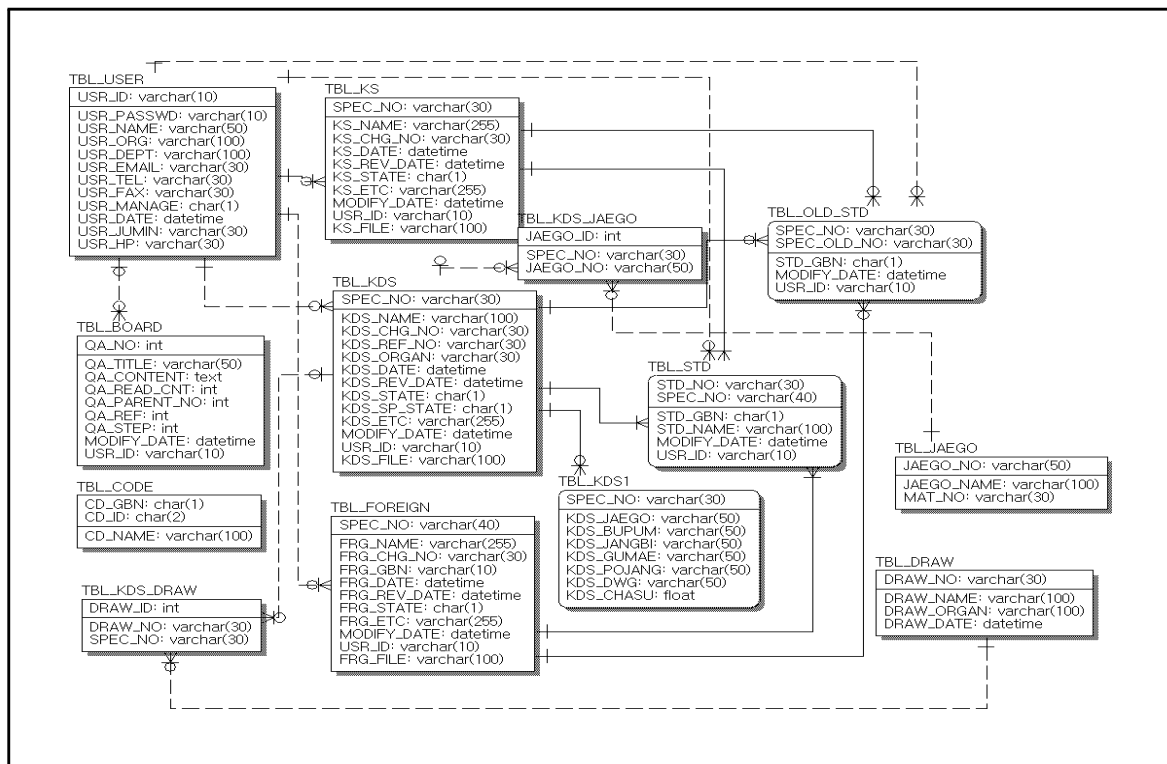 TBL_USER
USR_ID: varchar(10)
USR_PASSWD: varchar(10)
USR_NAME: varchar(50)
USR_ORG: varchar(100)
USR_DEPT: varchar(100)
USR_EMAIL: varchar(30)
USR_TEL: varchar(30)
USR_FAX: varchar(30)
USR_MANAGE: char(1)
USR_DATE: datetime
USR_JUMIN: varchar(30)
USR_HP: varchar(30)
TBL_KS
SPEC_NO: varchar(30)
KS_NAME: varchar(255)
KS_CHG_NO: varchar(30)
KS_DATE: datetime
KS_REV_DATE: datetime
KS_STATE: char(1)
KS_ETC: varchar(255)
MODIFY_DATE: datetime
USR_ID: varchar(10)
KS_FILE: varchar(100)
TBL_KDS_JAEGO
JAEGO_ID: int
SPEC_NO: varchar(30)
JAEGO_NO: varchar(50)
TBL_OLD_STD
SPEC_NO: varchar(30)
SPEC_OLD_NO: varchar(30)
STD_GBN: char(1)
MODIFY_DATE: datetime
USR_ID: varchar(10)
TBL_BOARD
QA_NO: int
QA_TITLE: varchar(50)
QA_CONTENT: text
QA_READ_CNT: int
QA_PARENT_NO: int
QA_REF: int
QA_STEP: int
MODIFY_DATE: datetime
USR_ID: varchar(10)
TBL_KDS
SPEC_NO: varchar(30)
KDS_NAME: varchar(100)
KDS_CHG_NO: varchar(30)
KDS_REF_NO: varchar(30)
KDS_ORGAN: varchar(30)
KDS_DATE: datetime
KDS_REV_DATE: datetime
KDS_STATE: char(1)
KDS_SP_STATE: char(1)
KDS_ETC: varchar(255)
MODIFY_DATE: datetime
USR_ID: varchar(10)
KDS_FILE: varchar(100)
TBL_STD
STD_NO: varchar(30)
SPEC_NO: varchar(40)
STD_GBN: char(1)
STD_NAME: varchar(100)
MODIFY_DATE: datetime
USR_ID: varchar(10)
TBL_JAEGO
JAEGO_NO: varchar(50)
JAEGO_NAME: varchar(100)
MAT_NO: varchar(30)
TBL_CODE
CD_GBN: char(1)
CD_ID: char(2)
CD_NAME: varchar(100)
TBL_KDS1
SPEC_NO: varchar(30)
KDS_JAEGO: varchar(50)
KDS_BUPUM: varchar(50)
KDS_JANGBI: varchar(50)
KDS_GUMAE: varchar(50)
KDS_POJANG: varchar(50)
KDS_DWG: varchar(50)
KDS_CHASU: float
TBL_FOREIGN
SPEC_NO: varchar(40)
FRG_NAME: varchar(255)
FRG_CHG_NO: varchar(30)
FRG_GBN: varchar(10)
FRG_DATE: datetime
FRG_REV_DATE: datetime
FRG_STATE: char(1)
FRG_ETC: varchar(255)
MODIFY_DATE: datetime
USR_ID: varchar(10)
FRG_FILE: varchar(100)
TBL_KDS_DRAW
DRAW_ID: int
DRAW_NO: varchar(30)
SPEC_NO: varchar(30)
TBL_DRAW
DRAW_NO: varchar(30)
DRAW_NAME: varchar(100)
DRAW_ORGAN: varchar(100)
DRAW_DATE: datetime